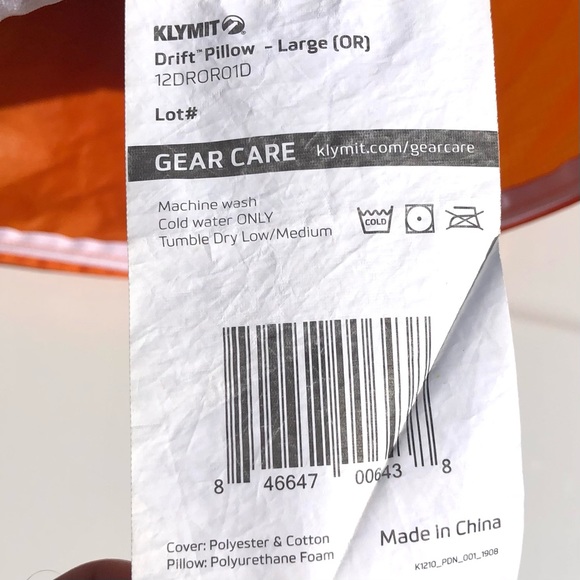 KLYMIT
Drift™ Pillow - Large (OR)
12DROR01D
Lot#
GEAR CARE klymit.com/gearcare
Machine wash
Cold water ONLY
Tumble Dry Low/Medium
COLD
8 46647 00643 8
Cover: Polyester & Cotton
Pillow: Polyurethane Foam
Made in China
K1210_PDN_001_1908